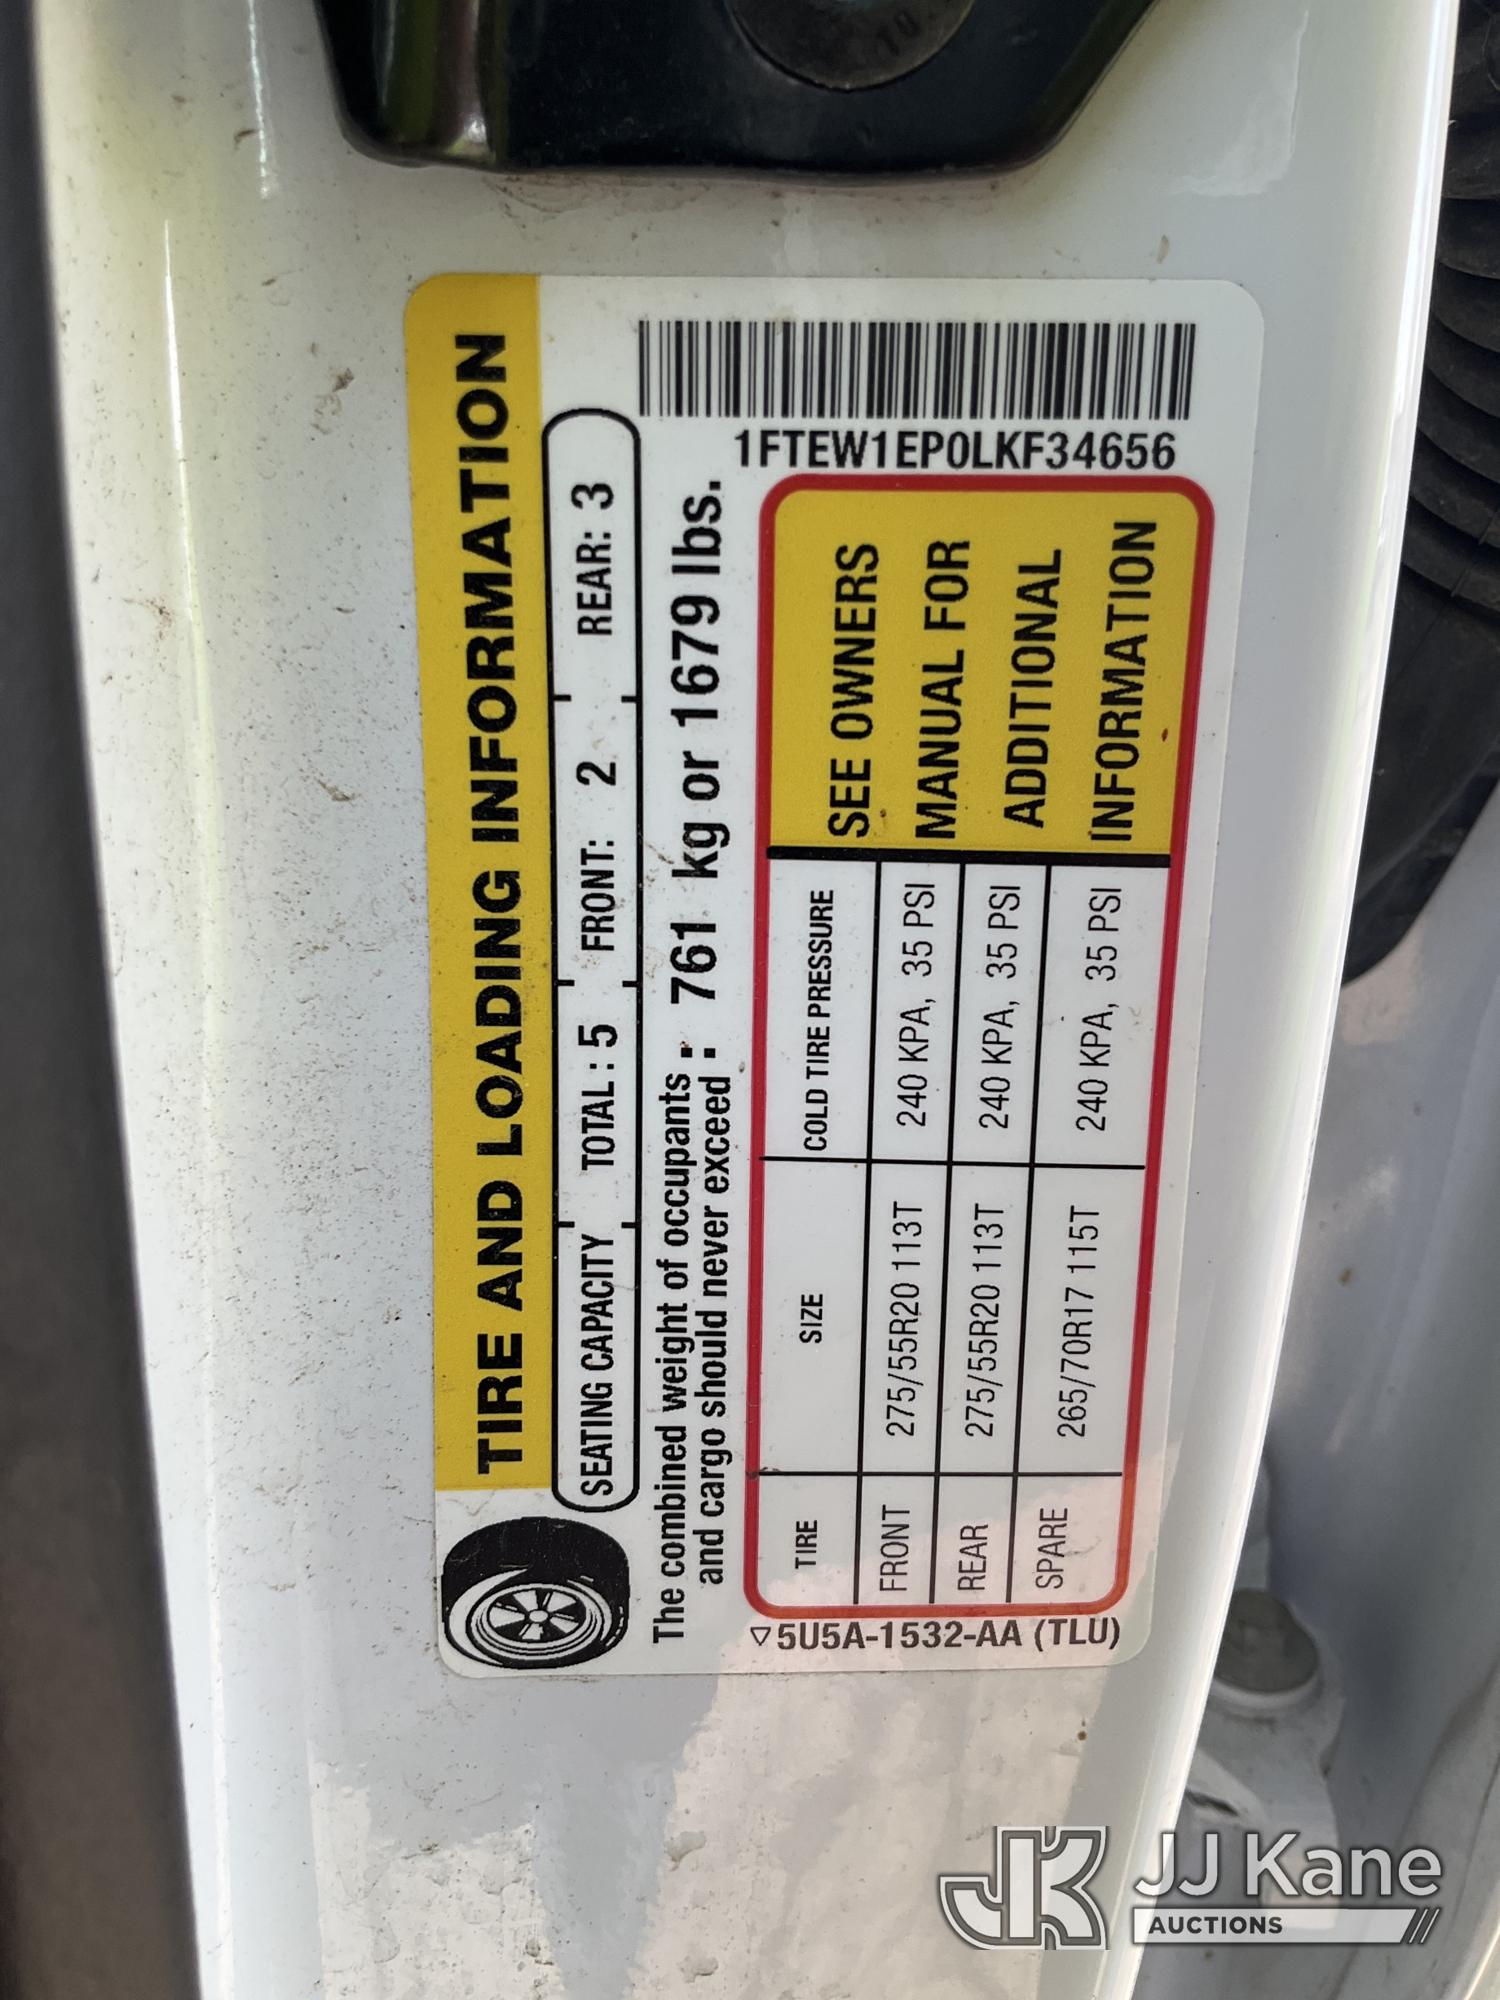 TIRE AND LOADING INFORMATION
SEATING CAPACITY TOTAL : 5 FRONT: 2 REAR: 3
The combined weight of occupants : 761 kg or 1679 lbs.
and cargo should never exceed :
TIRE SIZE COLD TIRE PRESSURE
FRONT 275/55R20 113T 240 KPA, 35 PSI
REAR 275/55R20 113T 240 KPA, 35 PSI
SPARE 265/70R17 115T 240 KPA, 35 PSI
SEE OWNERS
MANUAL FOR
ADDITIONAL
INFORMATION
1FTEW1EP0LKF34656
5U5A-1532-AA (TLU)
JK JJ Kane
AUCTIONS